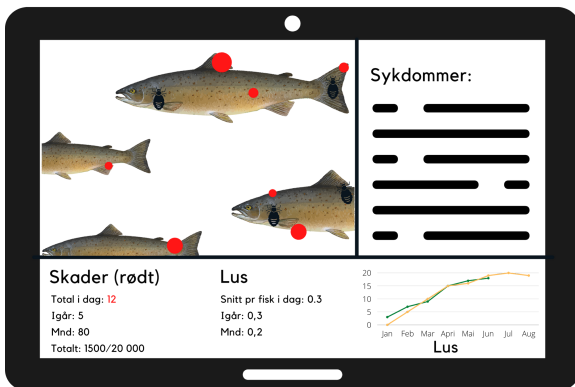 Sykdommer:
Skader (rødt)
Total i dag: 12
Igår: 5
Mnd: 80
Totalt: 1500/20 000
Lus
Snitt pr fisk i dag: 0.3
Igår: 0,3
Mnd: 0,2
20
15
10
5
0
Jan Feb Mar Apri Mai Jun Jul Aug
Lus